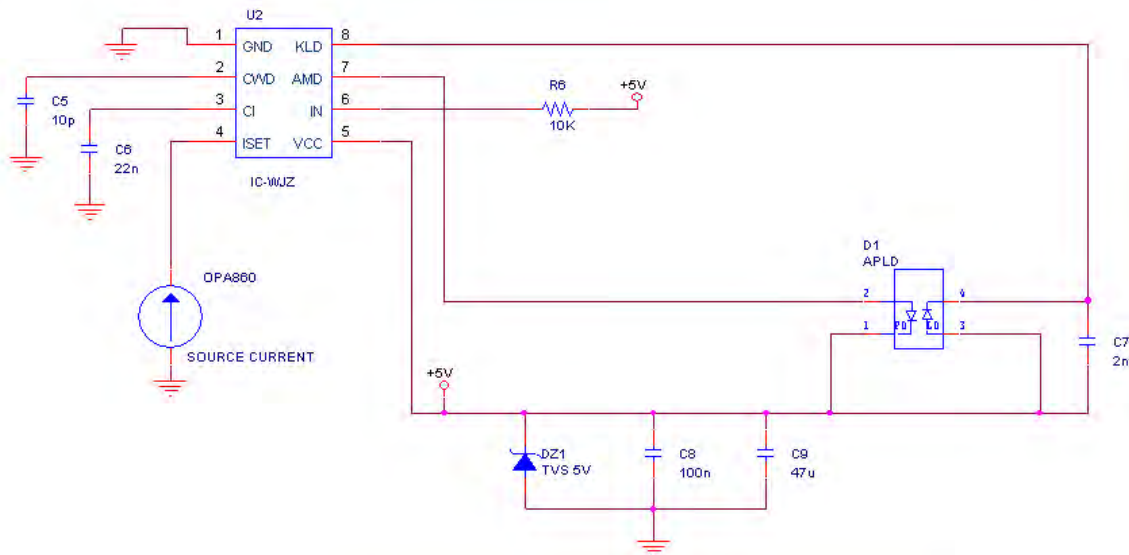 U2
1 GND KLD 8
2 CWD AMD 7
3 CI IN 6
4 ISET VCC 5
IC-WJZ
C5
10p
C6
22n
R6
10K
+5V
OPA860
SOURCE CURRENT
D1
APLD
2 4
1 PD LD 3
C7
2n
+5V
DZ1
TVS 5V
C8
100n
C9
47u